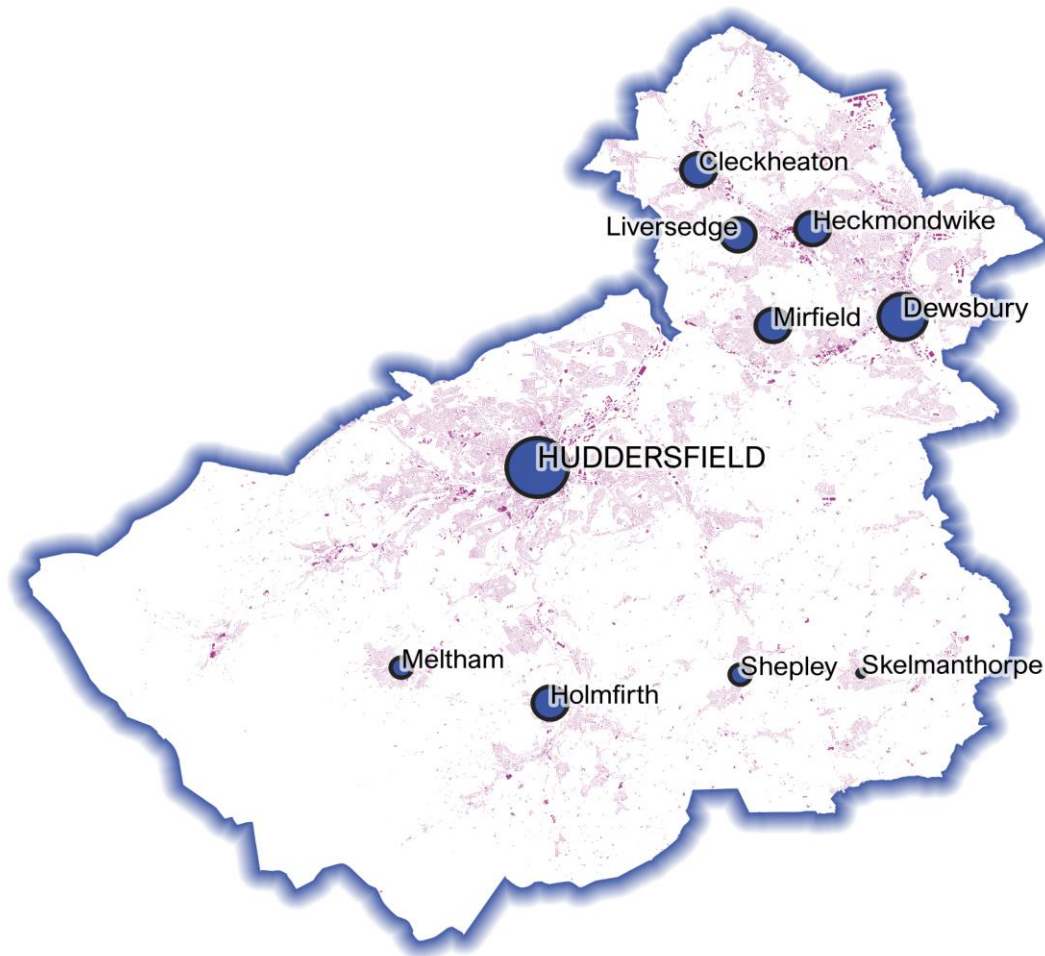 Cleckheaton
Liversedge
Heckmondwike
Mirfield
Dewsbury
HUDDERSFIELD
Meltham
Holmfirth
Shepley
Skelmanthorpe